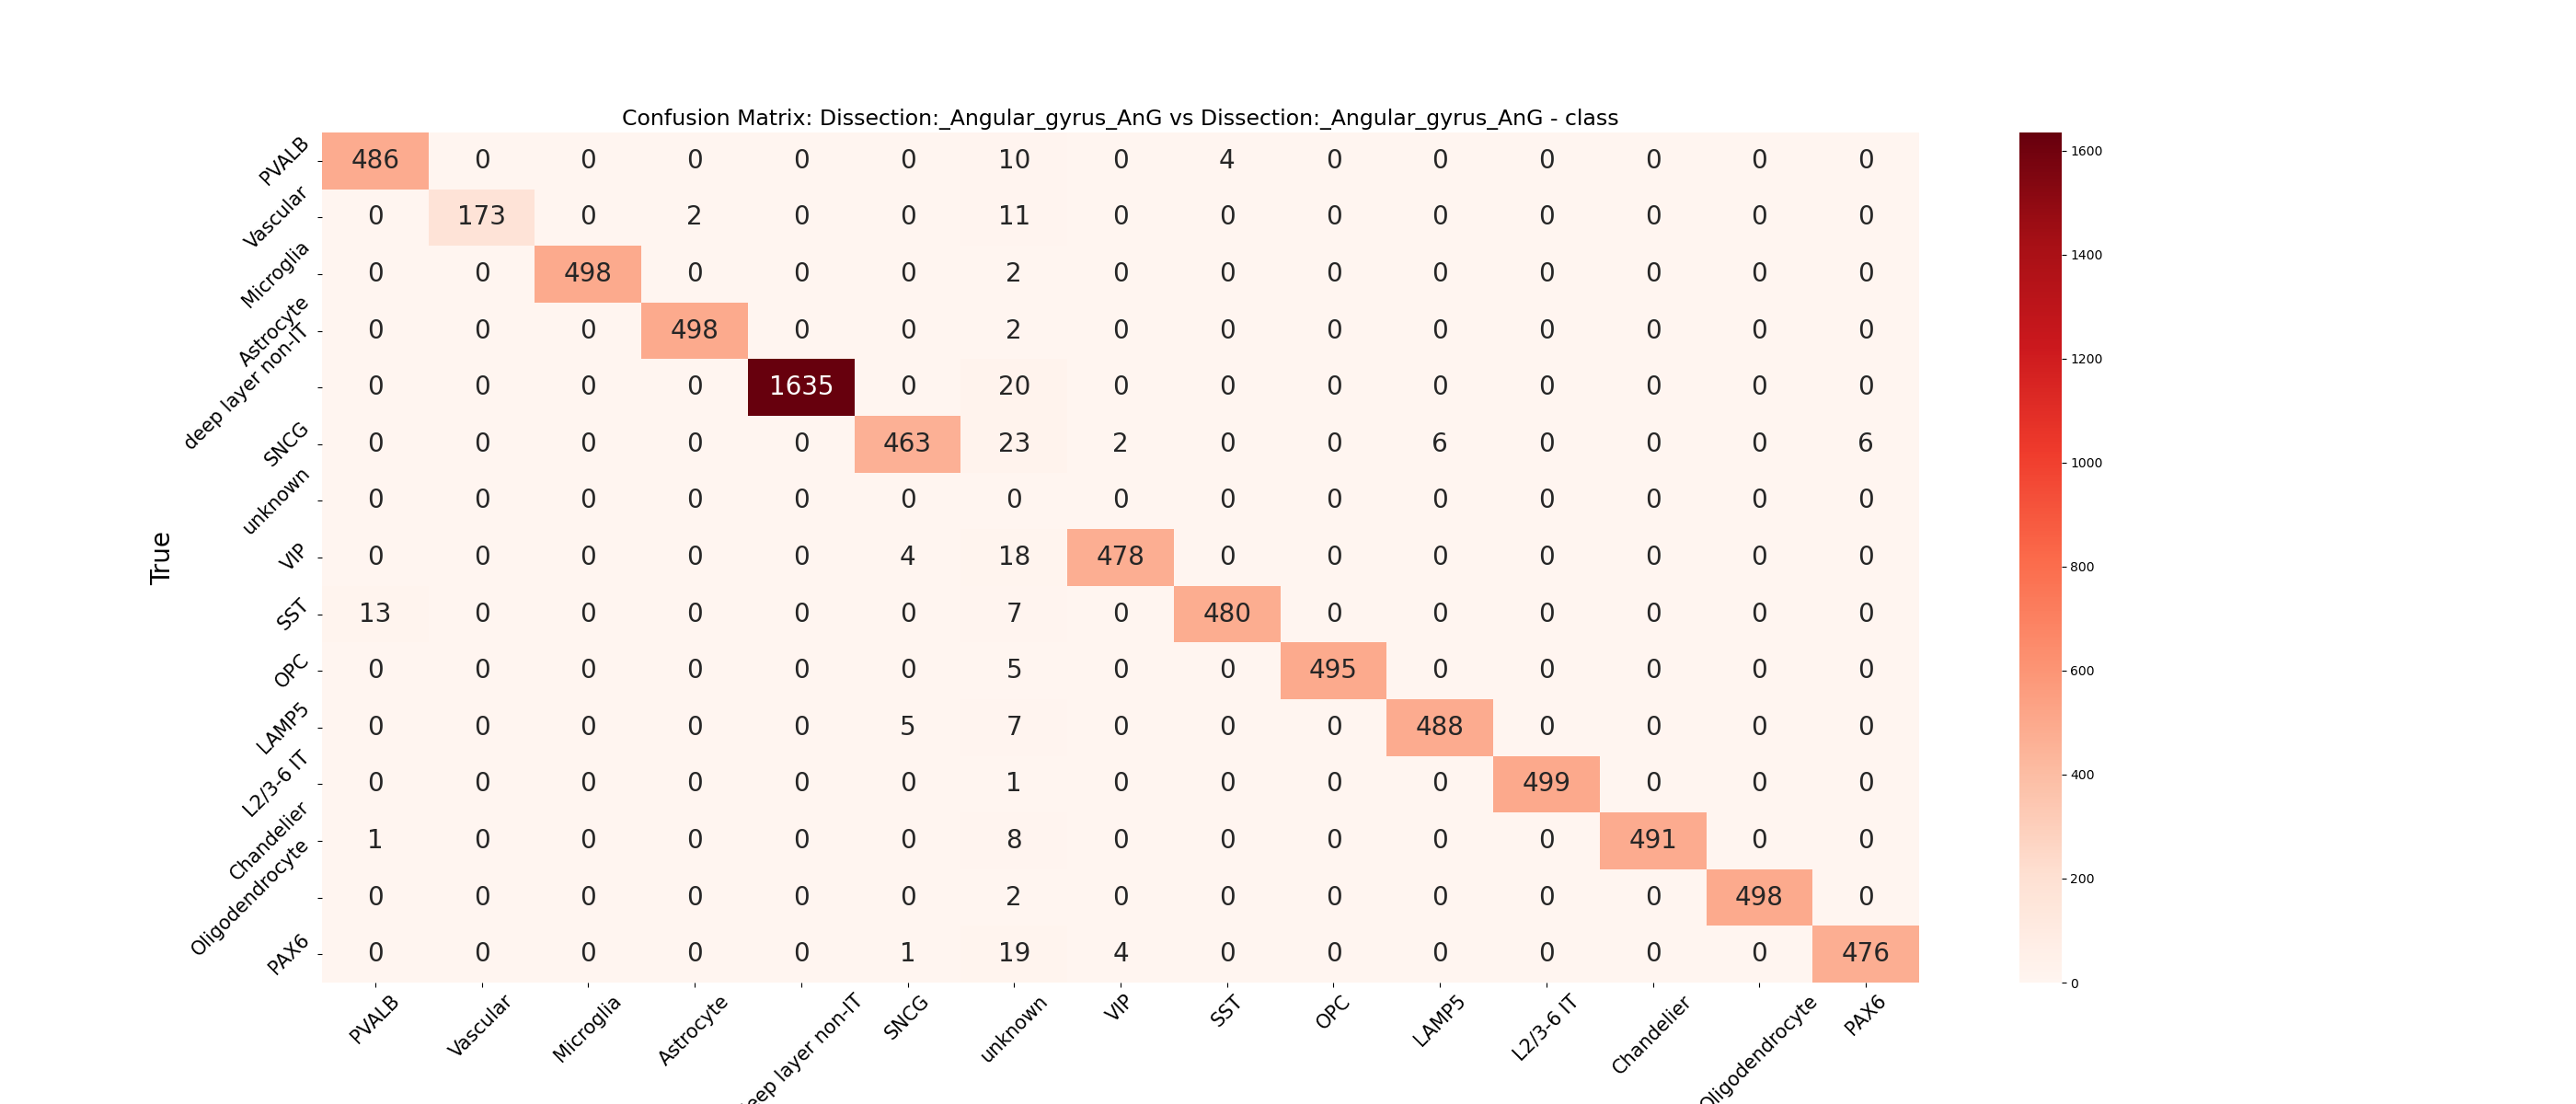 Confusion Matrix: Dissection:_Angular_gyrus_AnG vs Dissection:_Angular_gyrus_AnG - class
True
PVALB 486 0 0 0 0 0 10 0 4 0 0 0 0 0 0
Vascular 0 173 0 2 0 0 11 0 0 0 0 0 0 0 0
Microglia 0 0 498 0 0 0 2 0 0 0 0 0 0 0 0
Astrocyte 0 0 0 498 0 0 2 0 0 0 0 0 0 0 0
deep layer non-IT 0 0 0 0 1635 0 20 0 0 0 0 0 0 0 0
SNCG 0 0 0 0 0 463 23 2 0 0 6 0 0 0 6
unknown 0 0 0 0 0 0 0 0 0 0 0 0 0 0 0
VIP 0 0 0 0 0 4 18 478 0 0 0 0 0 0 0
SST 13 0 0 0 0 0 7 0 480 0 0 0 0 0 0
OPC 0 0 0 0 0 0 5 0 0 495 0 0 0 0 0
LAMP5 0 0 0 0 0 5 7 0 0 0 488 0 0 0 0
L2/3-6 IT 0 0 0 0 0 0 1 0 0 0 0 499 0 0 0
Chandelier 1 0 0 0 0 0 8 0 0 0 0 0 491 0 0
Oligodendrocyte 0 0 0 0 0 0 2 0 0 0 0 0 0 498 0
PAX6 0 0 0 0 0 1 19 4 0 0 0 0 0 0 476
PVALB Vascular Microglia Astrocyte eep layer non-IT SNCG unknown VIP SST OPC LAMP5 L2/3-6 IT Chandelier Oligodendrocyte PAX6
1600
1400
1200
1000
800
600
400
200
0